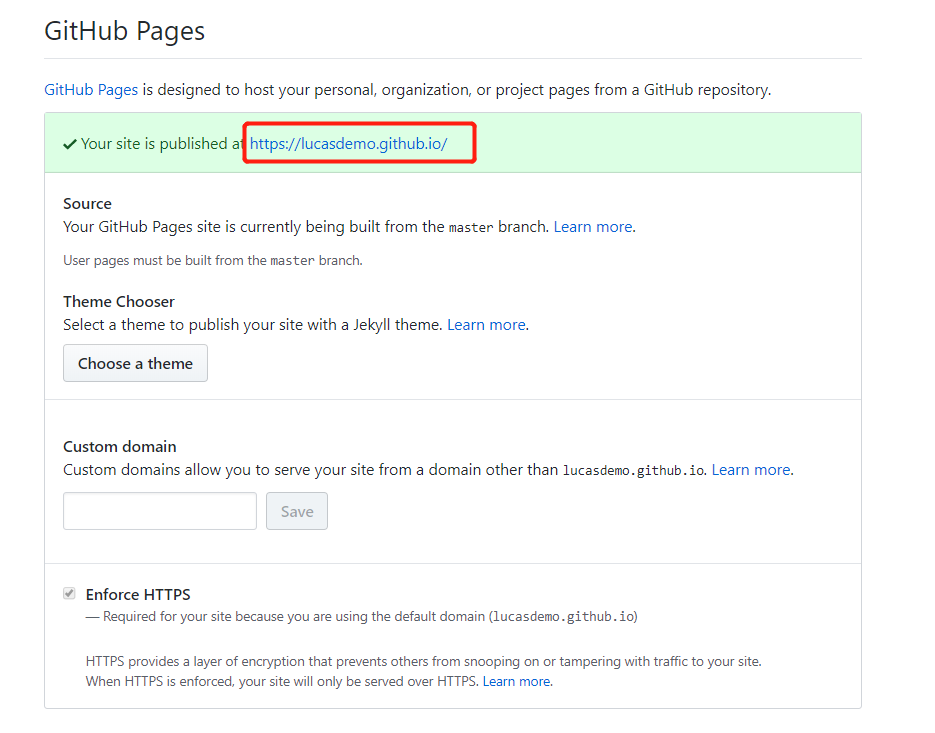 GitHub Pages
GitHub Pages is designed to host your personal, organization, or project pages from a GitHub repository.
Your site is published at https://lucasdemo.github.io/
Source
Your GitHub Pages site is currently being built from the master branch. Learn more.
User pages must be built from the master branch.
Theme Chooser
Select a theme to publish your site with a Jekyll theme. Learn more.
Choose a theme
Custom domain
Custom domains allow you to serve your site from a domain other than lucasdemo.github.io. Learn more.
Save
Enforce HTTPS
— Required for your site because you are using the default domain (lucasdemo.github.io)
HTTPS provides a layer of encryption that prevents others from snooping on or tampering with traffic to your site.
When HTTPS is enforced, your site will only be served over HTTPS. Learn more.